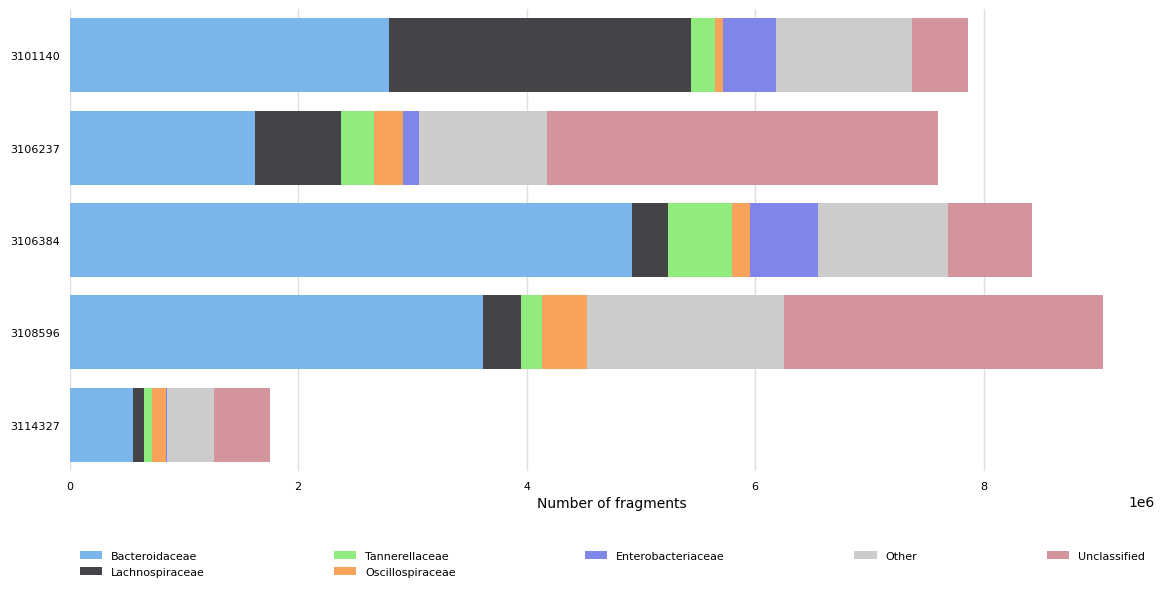 3101140
3106237
3106384
3108596
3114327
0 2 4 6 8
Number of fragments 1e6
Bacteroidaceae Tannerellaceae Enterobacteriaceae Other Unclassified
Lachnospiraceae Oscillospiraceae